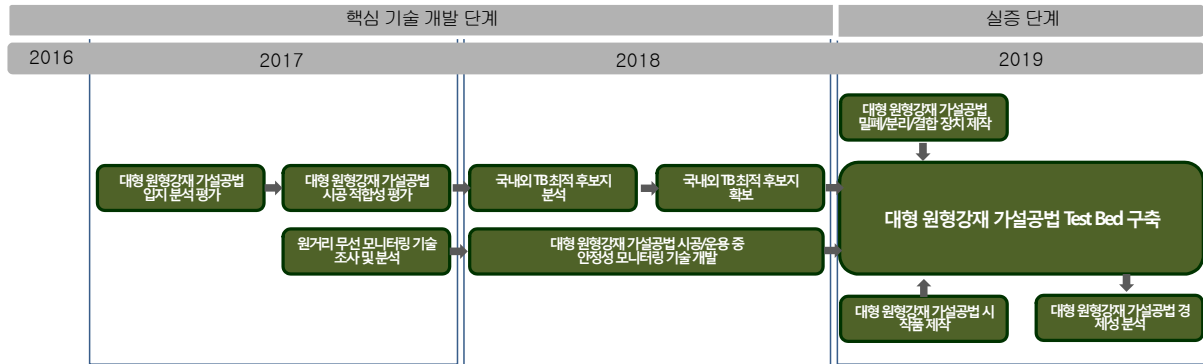 핵심 기술 개발 단계
실증 단계
2016
2017
2018
2019
대형 원형강재 가설공법
밀폐/분리/결합 장치 제작
대형 원형강재 가설공법
입지 분석 평가
대형 원형강재 가설공법
시공 적합성 평가
국내외 TB 최적 후보지
분석
국내외 TB 최적 후보지
확보
대형 원형강재 가설공법 Test Bed 구축
원거리 무선 모니터링 기술
조사 및 분석
대형 원형강재 가설공법 시공/운용 중
안정성 모니터링 기술 개발
대형 원형강재 가설공법 시
작품 제작
대형 원형강재 가설공법 경
제성 분석